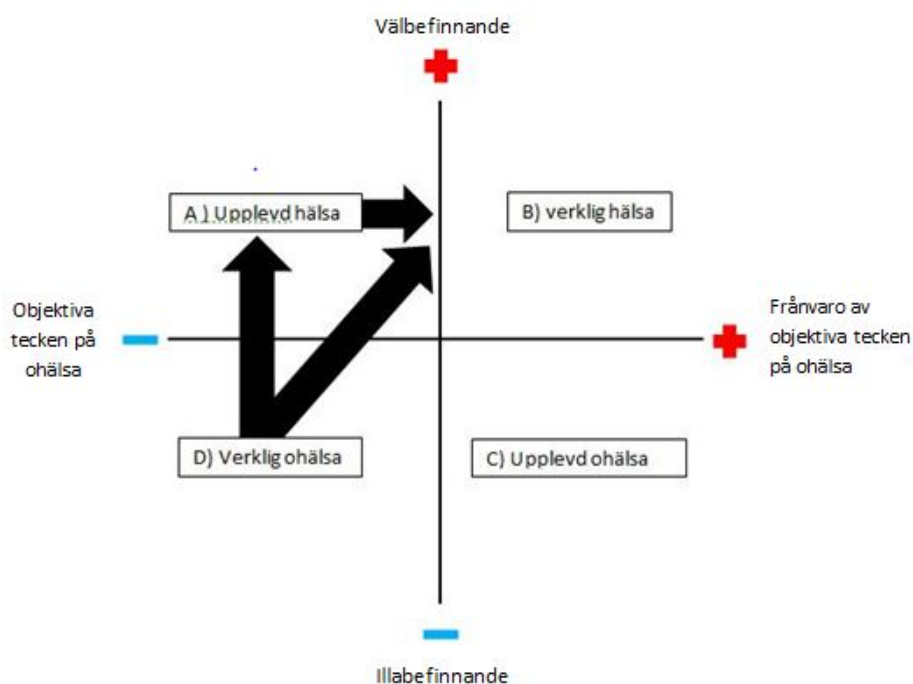 Välbefinnande
A ) Upplevd hälsa
B) verklig hälsa
Objektiva
tecken på
ohälsa
Frånvaro av
objektiva tecken
på ohälsa
D) Verklig ohälsa
C) Upplevd ohälsa
Illabefinnande